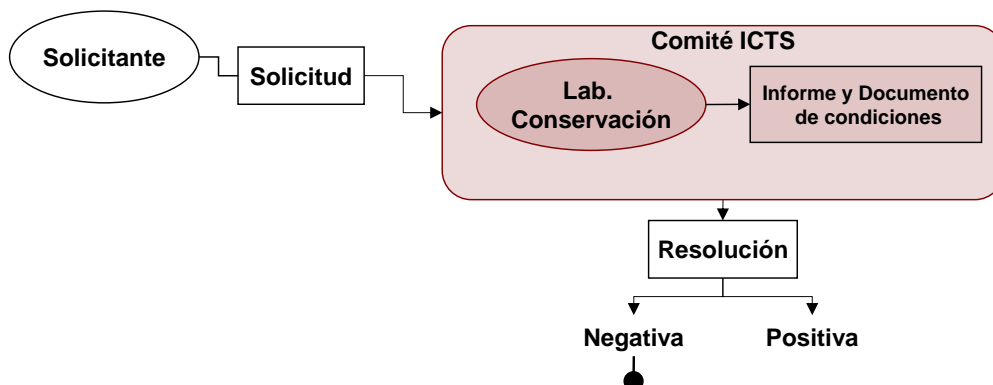 Solicitante
Solicitud
Comité ICTS
Lab.
Conservación
Informe y Documento
de condiciones
Resolución
Negativa
Positiva